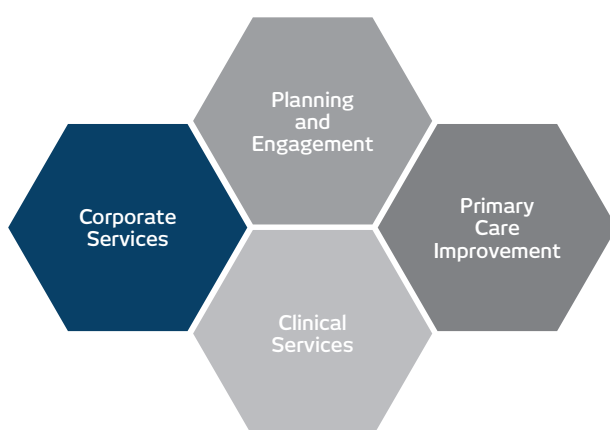 Planning
and
Engagement
Corporate
Services
Primary
Care
Improvement
Clinical
Services